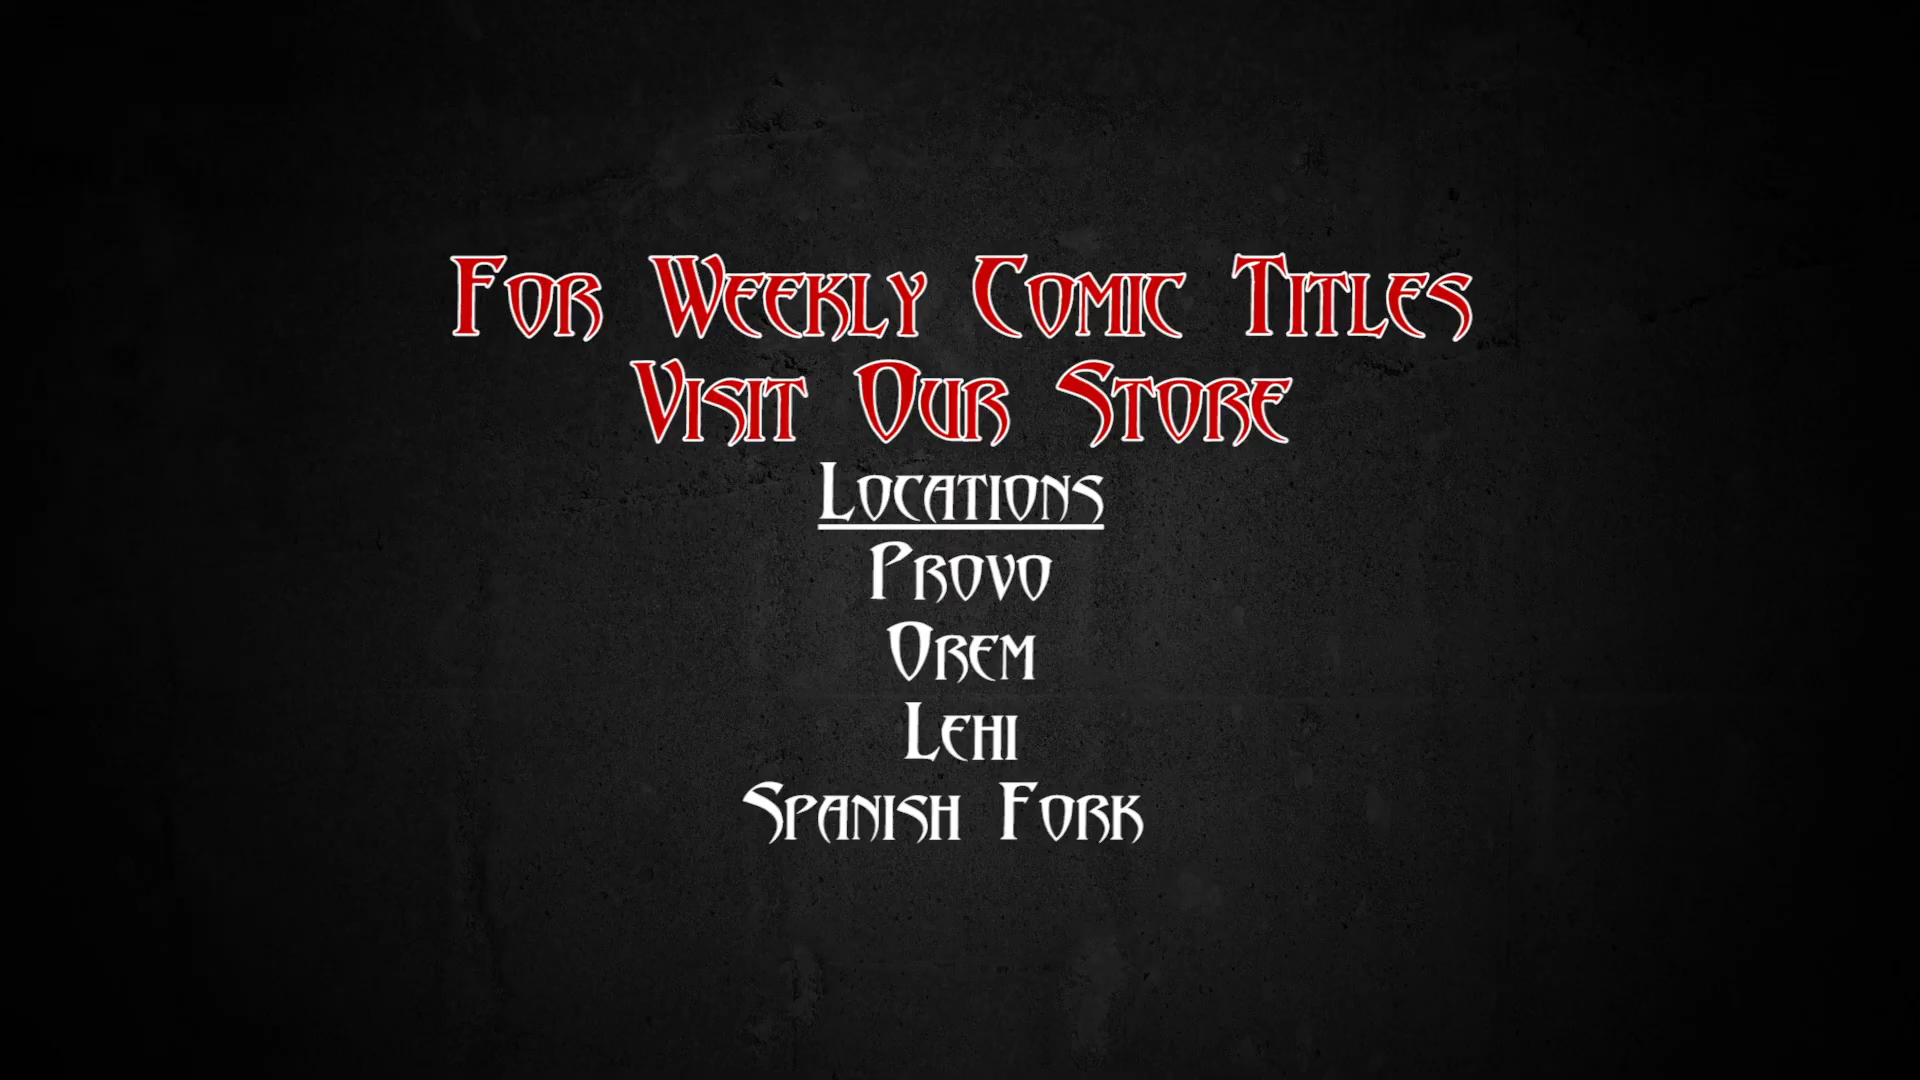 For Weekly Comic Titles
Visit Our Store
Locations
Provo
Orem
Lehi
Spanish Fork